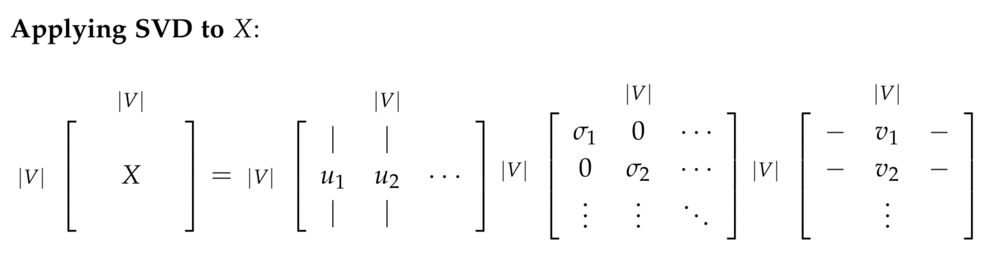 Applying SVD to X:
|V| |V| |V| |V|
| | σ₁ 0 ⋯ — v₁ —
|V| [ X ] = |V| [ u₁ u₂ ⋯ ] |V| [ 0 σ₂ ⋯ ] |V| [ — v₂ — ]
| | ⋮ ⋮ ⋱ ⋮